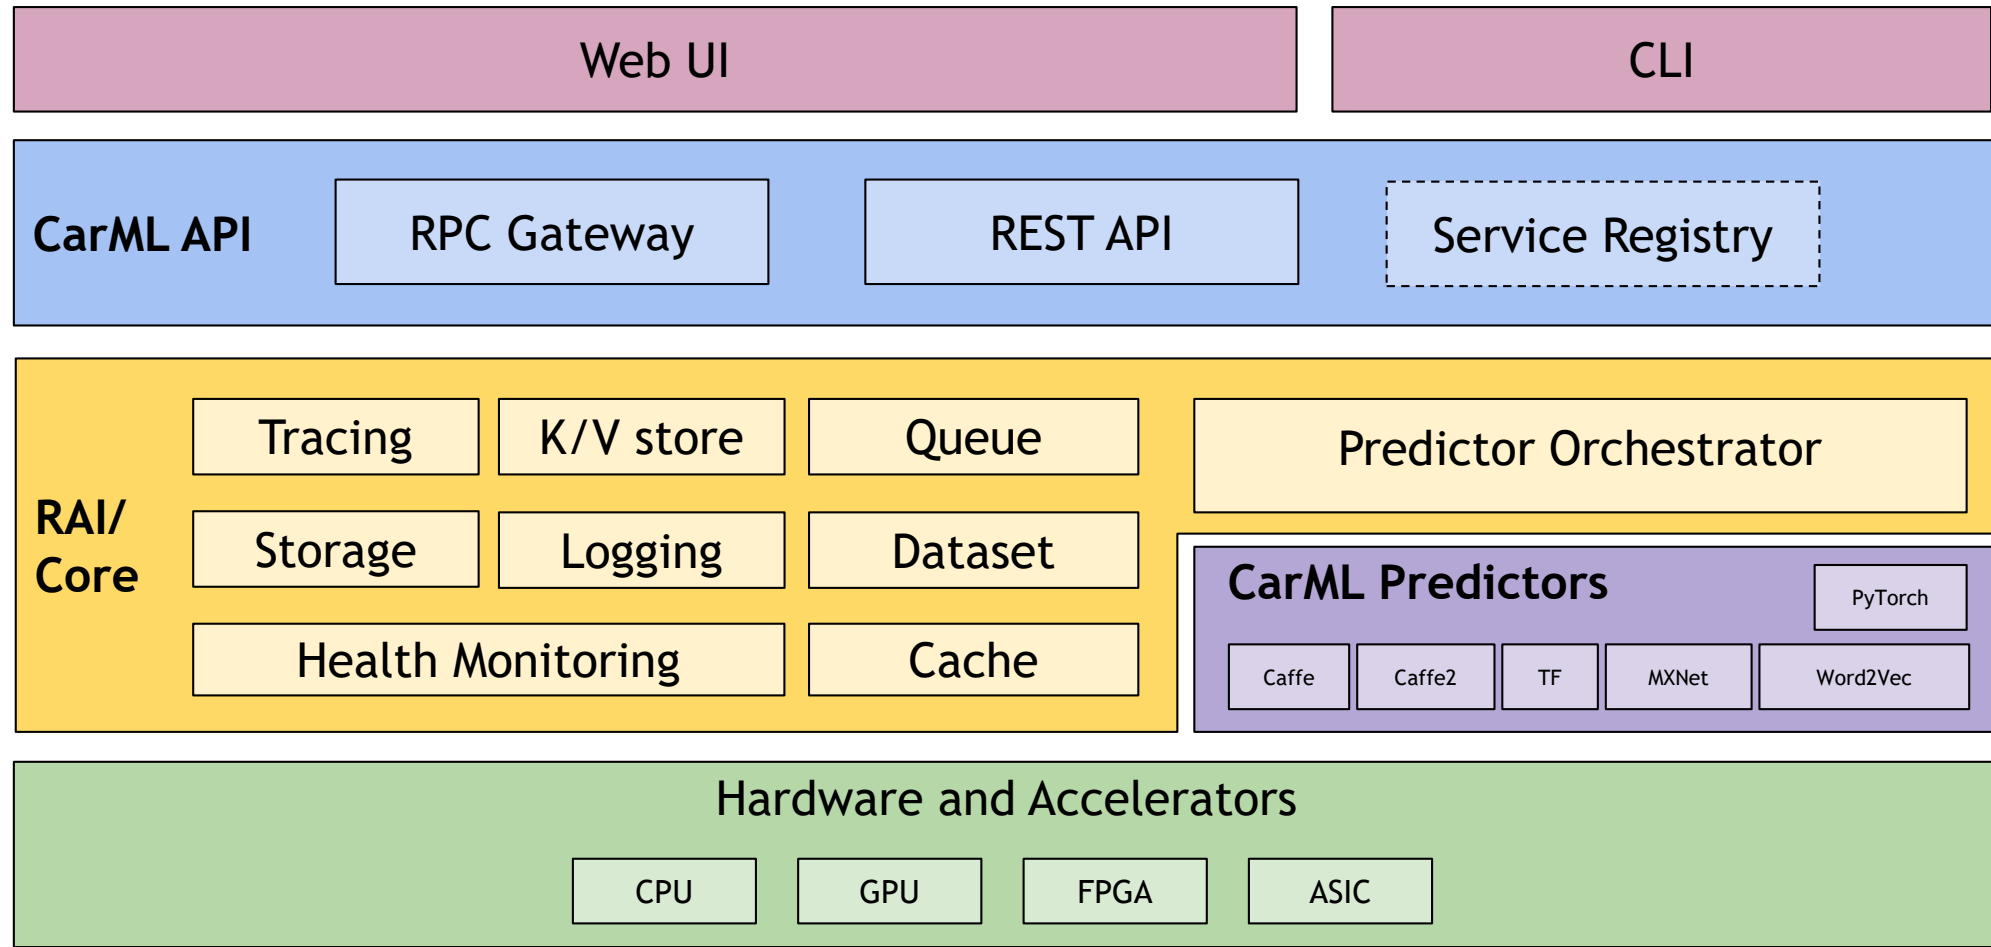 Web UI
CLI
CarML API
RPC Gateway
REST API
Service Registry
RAI/
Core
Tracing
K/V store
Queue
Storage
Logging
Dataset
Health Monitoring
Cache
Predictor Orchestrator
CarML Predictors
PyTorch
Caffe
Caffe2
TF
MXNet
Word2Vec
Hardware and Accelerators
CPU
GPU
FPGA
ASIC